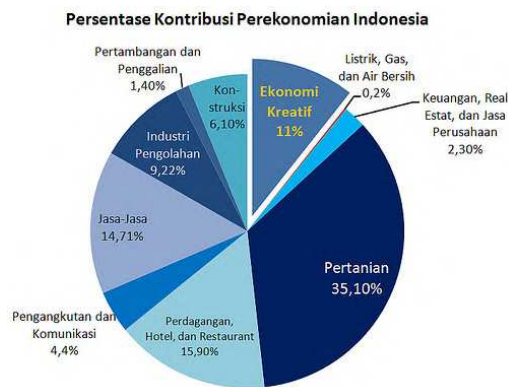 Persentase Kontribusi Perekonomian Indonesia
Pertambangan dan
Penggalian
1,40%
Kon-
struksi
6,10%
Ekonomi
Kreatif
11%
Listrik, Gas,
dan Air Bersih
0,2%
Keuangan, Real
Estat, dan Jasa
Perusahaan
2,30%
Industri
Pengolahan
9,22%
Jasa-Jasa
14,71%
Pertanian
35,10%
Pengangkutan dan
Komunikasi
4,4%
Perdagangan,
Hotel, dan Restaurant
15,90%